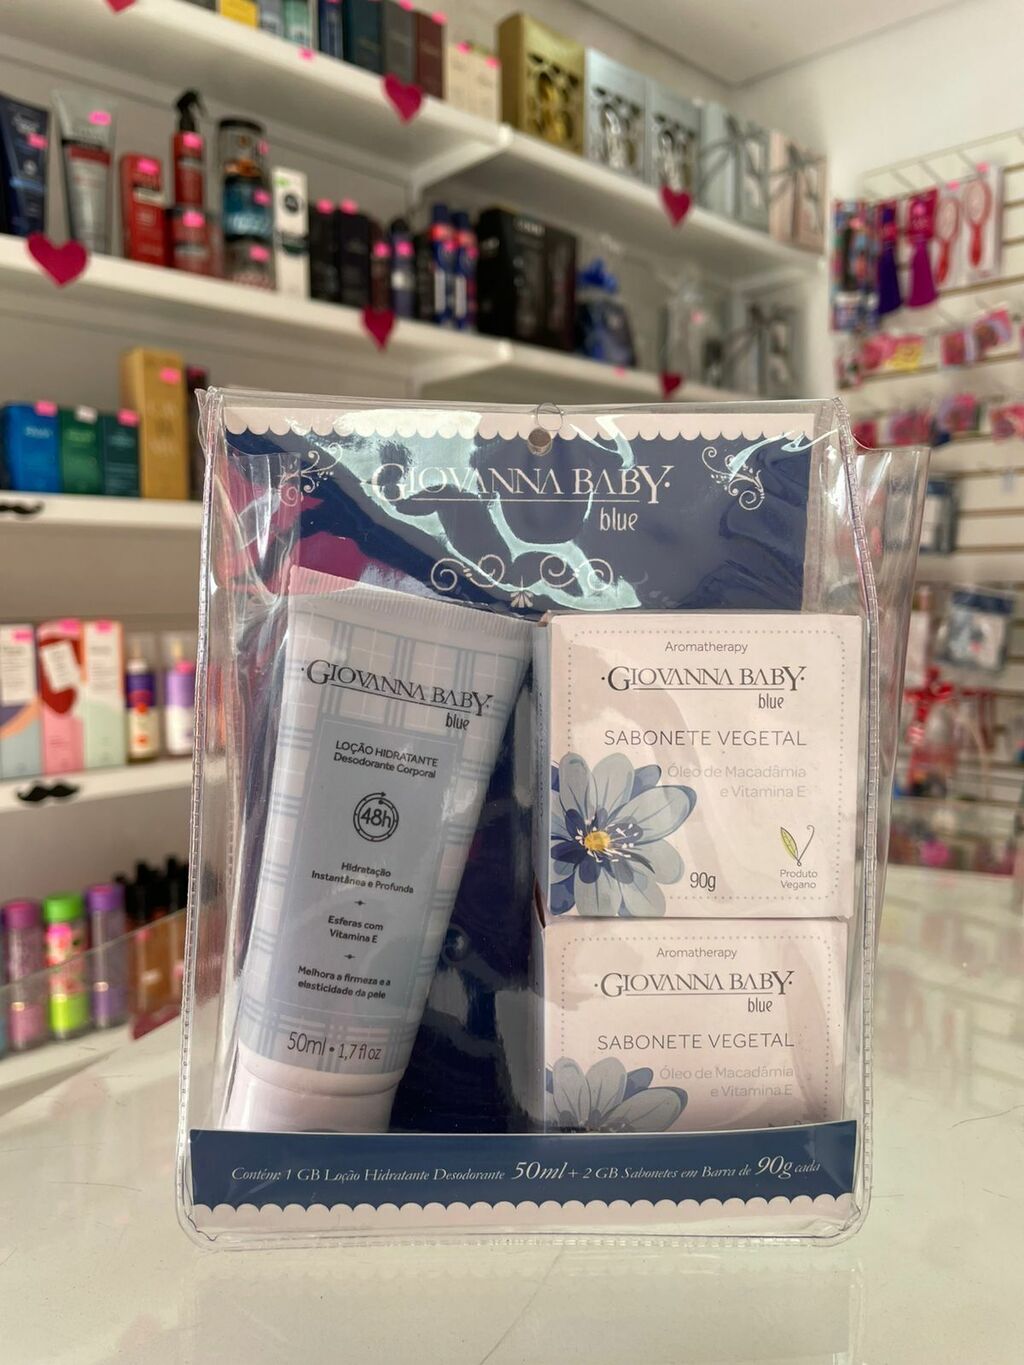 GIOVANNA BABY
blue
GIOVANNA BABY
blue
LOÇÃO HIDRATANTE
Desodorante Corporal
48h
Hidratação
Instantânea e Profunda
Esferas com
Vitamina E
Melhora a firmeza e a
elasticidade da pele
50ml • 1,7 fl oz
Aromatherapy
GIOVANNA BABY
blue
SABONETE VEGETAL
Óleo de Macadâmia
e Vitamina E
90g
Produto
Vegano
Aromatherapy
GIOVANNA BABY
blue
SABONETE VEGETAL
Óleo de Macadâmia
e Vitamina E
Contém: 1 GB Loção Hidratante Desodorante 50ml + 2 GB Sabonetes em Barra de 90g cada